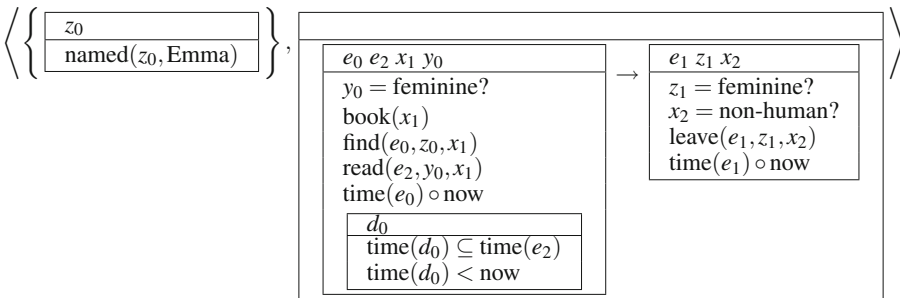 z₀
named(z₀, Emma)
e₀ e₂ x₁ y₀
y₀ = feminine?
book(x₁)
find(e₀, z₀, x₁)
read(e₂, y₀, x₁)
time(e₀) ∘ now
d₀
time(d₀) ⊆ time(e₂)
time(d₀) < now
→
e₁ z₁ x₂
z₁ = feminine?
x₂ = non-human?
leave(e₁, z₁, x₂)
time(e₁) ∘ now